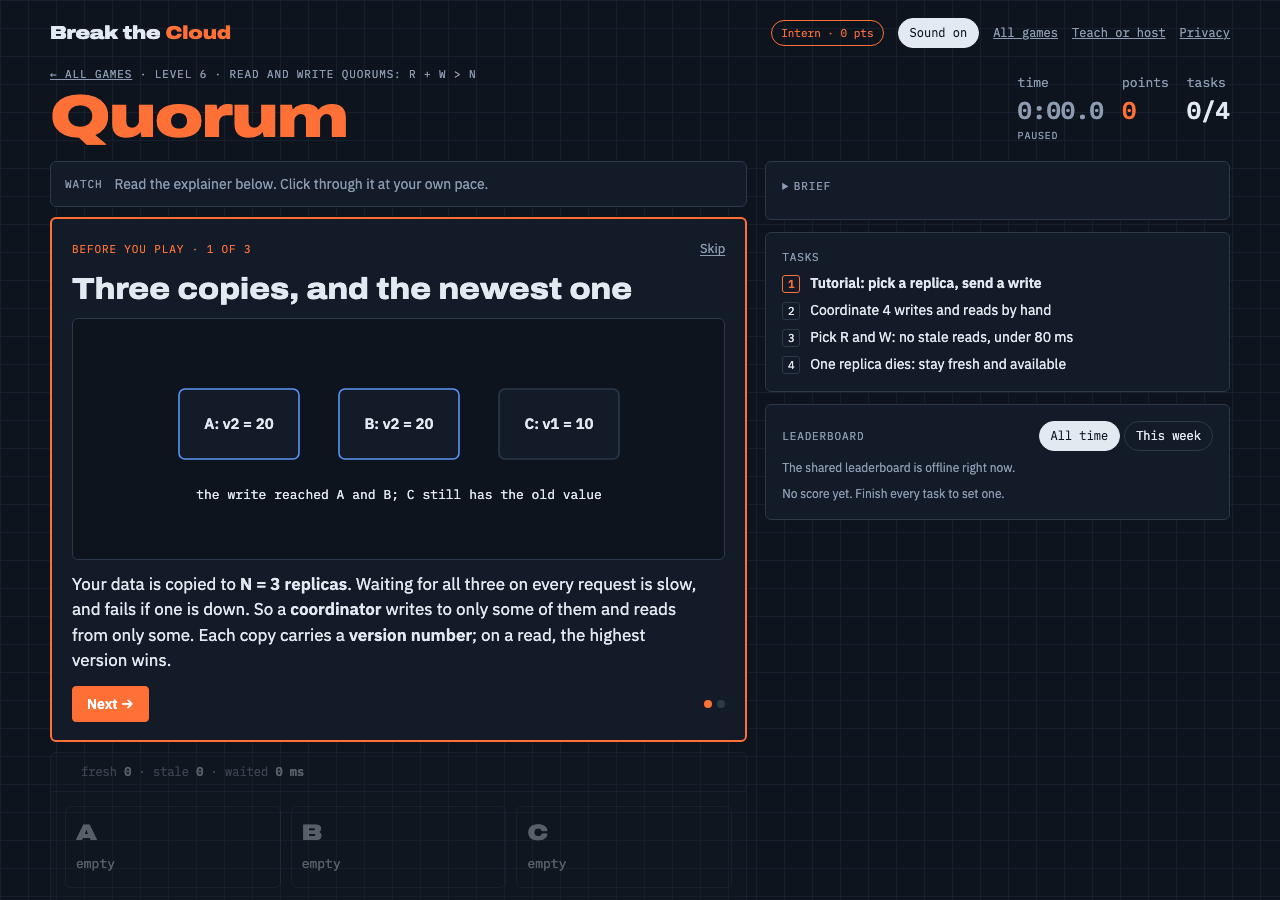 Break the Cloud
Intern · 0 pts
Sound on
All games
Teach or host
Privacy
← ALL GAMES · LEVEL 6 · READ AND WRITE QUORUMS: R + W > N
Quorum
time
0:00.0
PAUSED
points
0
tasks
0/4
WATCH Read the explainer below. Click through it at your own pace.
BEFORE YOU PLAY · 1 OF 3
Skip
Three copies, and the newest one
A: v2 = 20
B: v2 = 20
C: v1 = 10
the write reached A and B; C still has the old value
Your data is copied to N = 3 replicas. Waiting for all three on every request is slow,
and fails if one is down. So a coordinator writes to only some of them and reads
from only some. Each copy carries a version number; on a read, the highest
version wins.
Next →
fresh 0 · stale 0 · waited 0 ms
A
empty
B
empty
C
empty
▶ BRIEF
TASKS
1 Tutorial: pick a replica, send a write
2 Coordinate 4 writes and reads by hand
3 Pick R and W: no stale reads, under 80 ms
4 One replica dies: stay fresh and available
LEADERBOARD
All time
This week
The shared leaderboard is offline right now.
No score yet. Finish every task to set one.